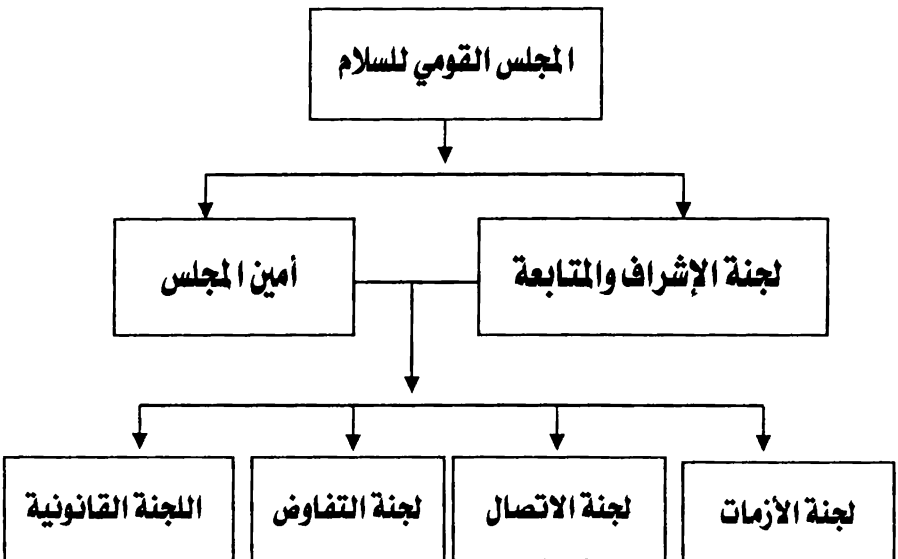 المجلس القومي للسلام
لجنة الإشراف والمتابعة
أمين المجلس
لجنة الأزمات
لجنة الاتصال
لجنة التفاوض
اللجنة القانونية